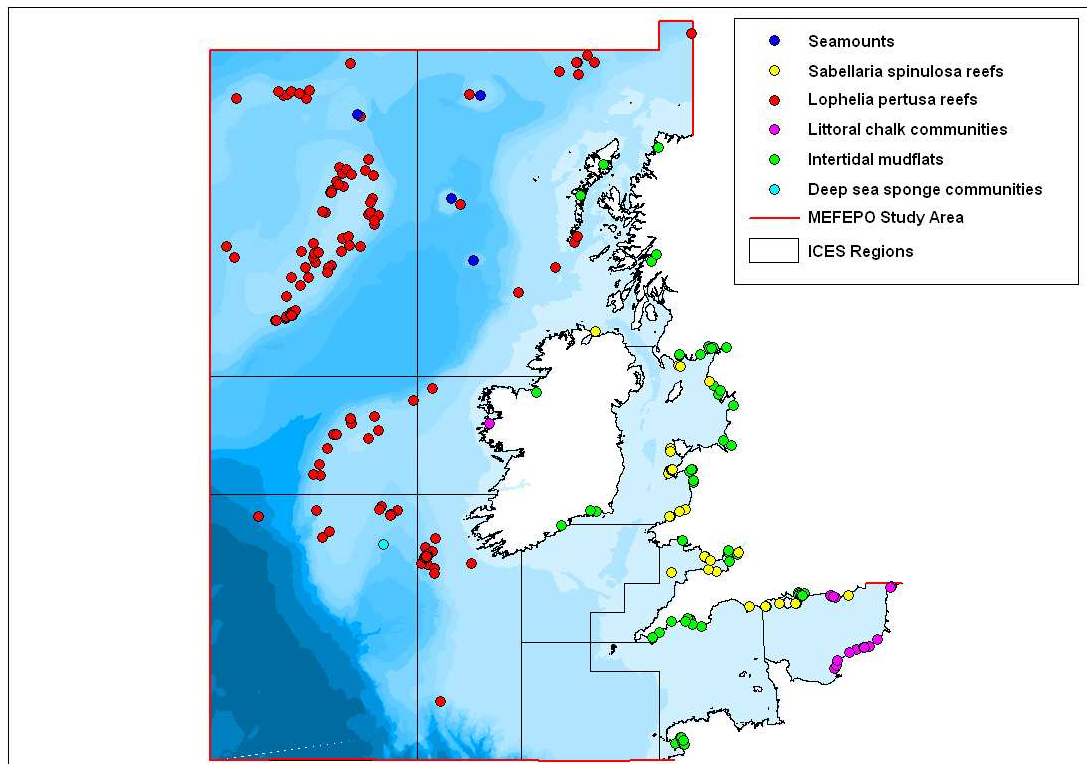 Seamounts
Sabellaria spinulosa reefs
Lophelia pertusa reefs
Littoral chalk communities
Intertidal mudflats
Deep sea sponge communities
MEFEPO Study Area
ICES Regions